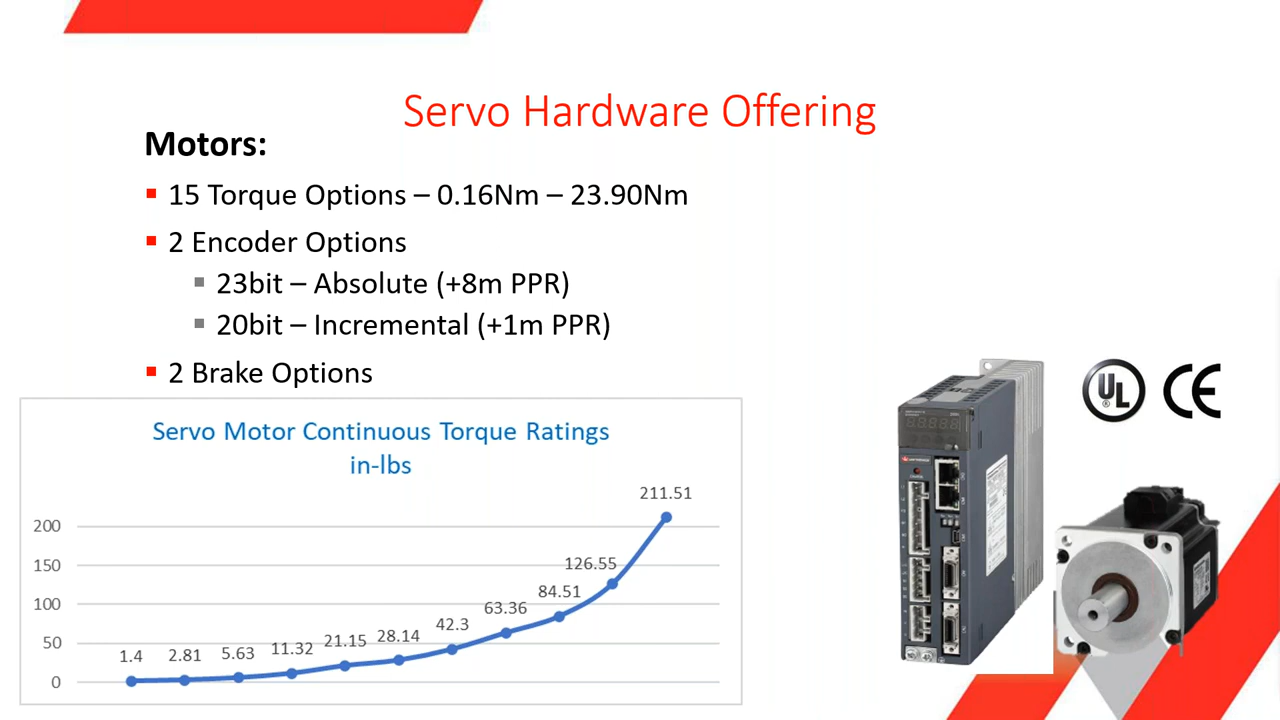 Servo Hardware Offering
Motors:
15 Torque Options – 0.16Nm – 23.90Nm
2 Encoder Options
23bit – Absolute (+8m PPR)
20bit – Incremental (+1m PPR)
2 Brake Options
Servo Motor Continuous Torque Ratings
in-lbs
200
150
100
50
0
1.4
2.81
5.63
11.32
21.15
28.14
42.3
63.36
84.51
126.55
211.51
UL
®
CE